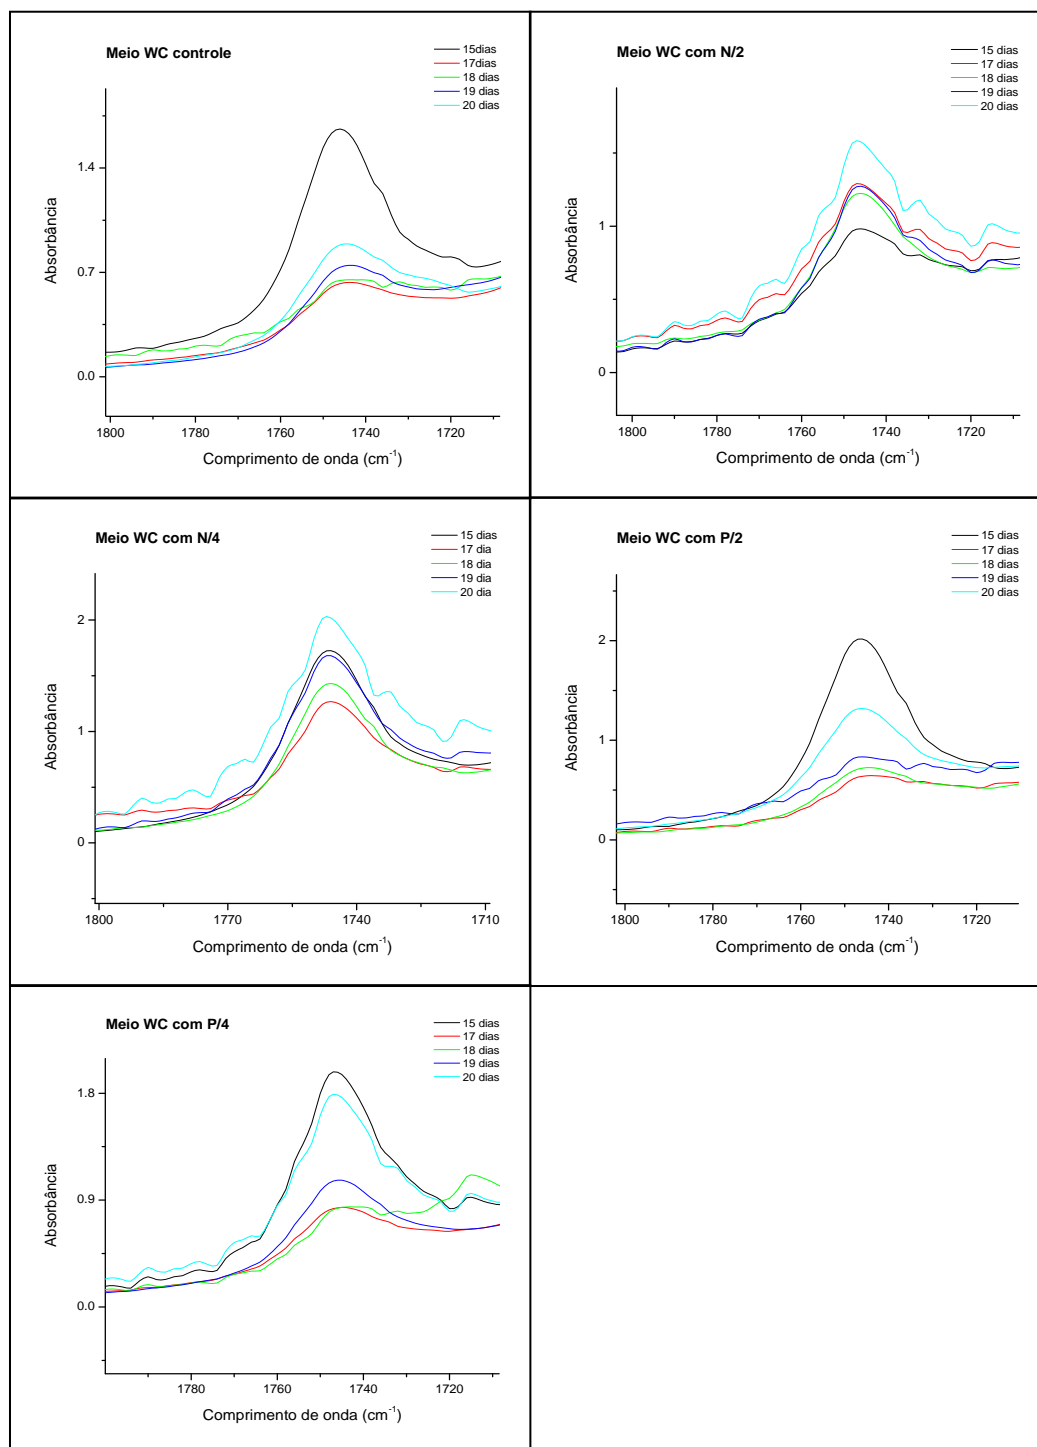 Meio WC controle
15dias
17dias
18 dias
19 dias
20 dias
Absorbância
1.4
0.7
0.0
1800 1780 1760 1740 1720
Comprimento de onda (cm⁻¹)
Meio WC com N/2
15 dias
17 dias
18 dias
19 dias
20 dias
Absorbância
1
0
1800 1780 1760 1740 1720
Comprimento de onda (cm⁻¹)
Meio WC com N/4
15 dias
17 dia
18 dia
19 dia
20 dia
Absorbância
2
1
0
1800 1770 1740 1710
Comprimento de onda (cm⁻¹)
Meio WC com P/2
15 dias
17 dias
18 dias
19 dias
20 dias
Absorbância
2
1
0
1800 1780 1760 1740 1720
Comprimento de onda (cm⁻¹)
Meio WC com P/4
15 dias
17 dias
18 dias
19 dias
20 dias
Absorbância
1.8
0.9
0.0
1780 1760 1740 1720
Comprimento de onda (cm⁻¹)